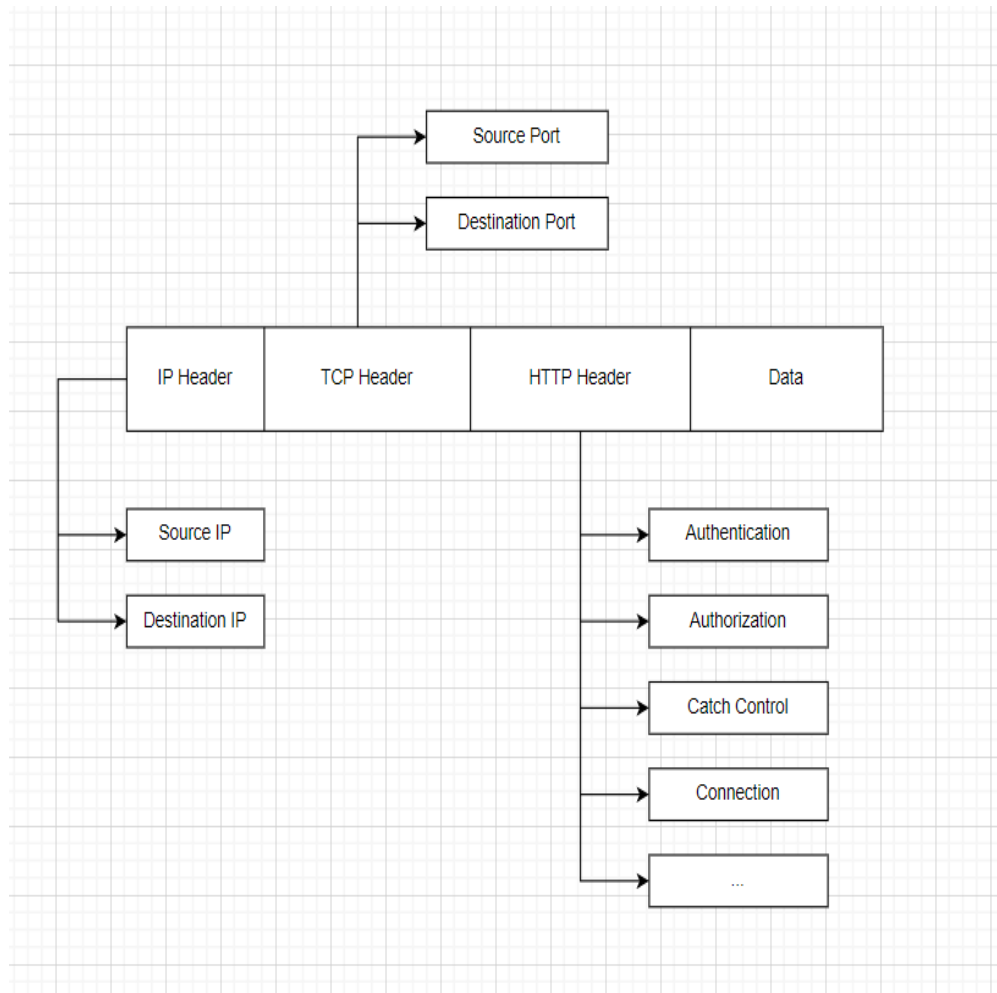 Source Port
Destination Port
IP Header
TCP Header
HTTP Header
Data
Source IP
Destination IP
Authentication
Authorization
Catch Control
Connection
...